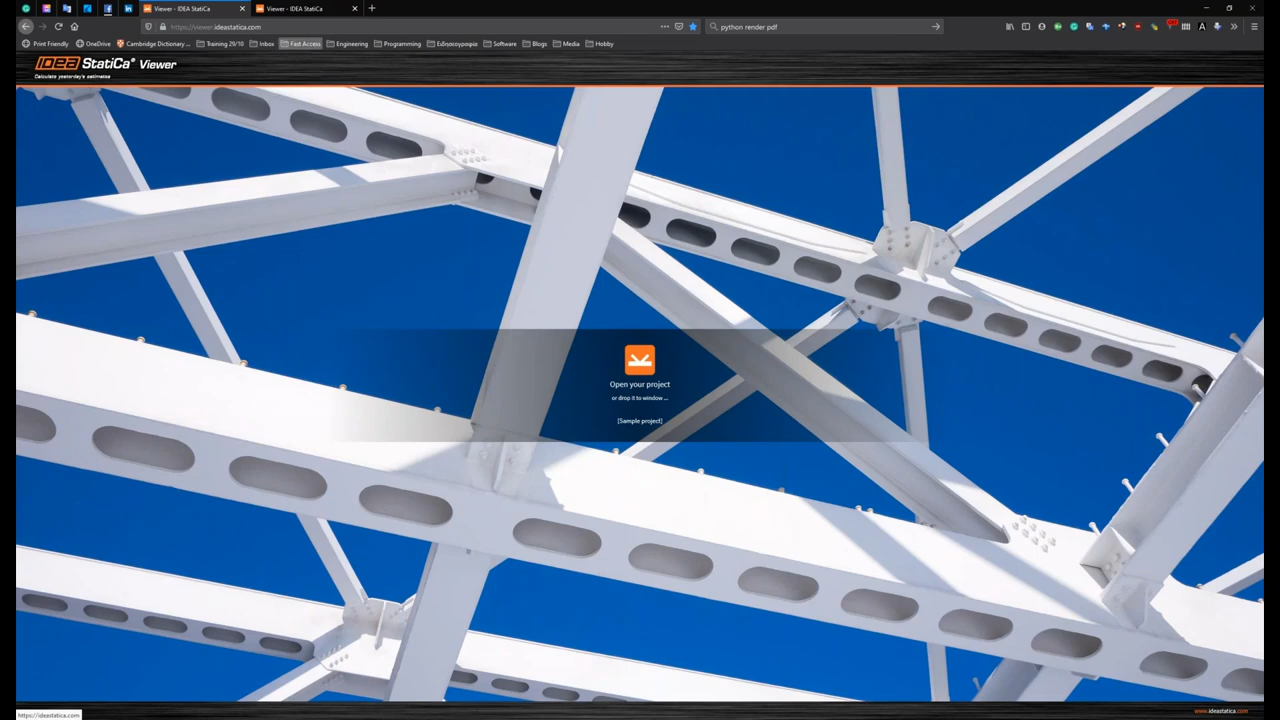 Viewer - IDEA StatiCa
Viewer - IDEA StatiCa
https://viewer.ideastatica.com
python render pdf
Print Friendly
OneDrive
Cambridge Dictionary ...
Training 29/10
Inbox
Fast Access
Engineering
Programming
Ειδησεογραφία
Software
Blogs
Media
Hobby
IDEA StatiCa® Viewer
Calculate yesterday's estimates
Open your project
or drop it to window ...
[Sample project]
www.ideastatica.com
https://ideastatica.com